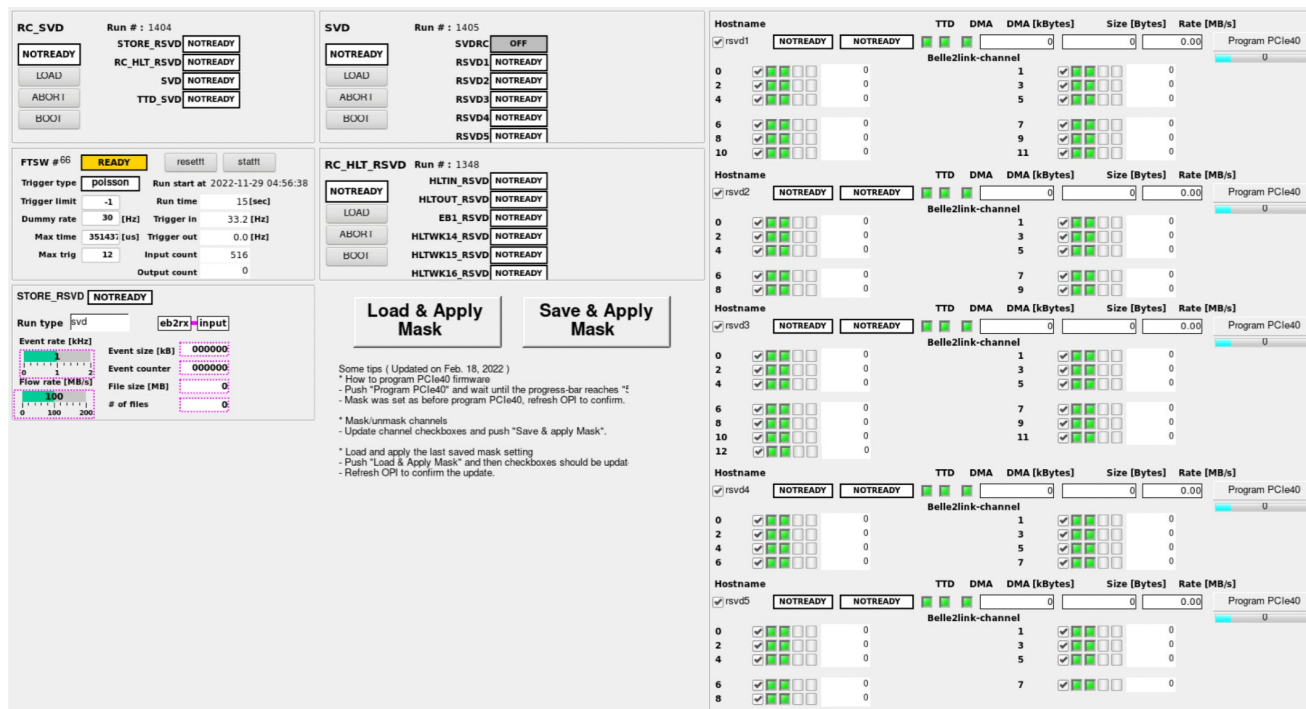 RC_SVD Run # : 1404
NOTREADY
LOAD
ABORT
BOOT
STORE_RSVD NOTREADY
RC_HLT_RSVD NOTREADY
SVD NOTREADY
TTD_SVD NOTREADY
SVD Run # : 1405
NOTREADY
LOAD
ABORT
BOOT
SVDRC OFF
RSVD1 NOTREADY
RSVD2 NOTREADY
RSVD3 NOTREADY
RSVD4 NOTREADY
RSVD5 NOTREADY
FTSW #66 READY resetft statft
Trigger type poisson Run start at 2022-11-29 04:56:38
Trigger limit -1 Run time 15[sec]
Dummy rate 30 [Hz] Trigger in 33.2 [Hz]
Max time 35143 [us] Trigger out 0.0 [Hz]
Max trig 12 Input count 516
Output count 0
RC_HLT_RSVD Run # : 1348
NOTREADY
LOAD
ABORT
BOOT
HLTIN_RSVD NOTREADY
HLTOUT_RSVD NOTREADY
EB1_RSVD NOTREADY
HLTWK14_RSVD NOTREADY
HLTWK15_RSVD NOTREADY
HLTWK16_RSVD NOTREADY
STORE_RSVD NOTREADY
Run type svd eb2rx input
Event rate [kHz]
1
0 1 2
Flow rate [MB/s]
100
0 100 200
Event size [kB] 000000
Event counter 000000
File size [MB] 0
# of files 0
Load & Apply
Mask
Save & Apply
Mask
Some tips ( Updated on Feb. 18, 2022 )
* How to program PCIe40 firmware
- Push "Program PCIe40" and wait until the progress-bar reaches
- Mask was set as before program PCIe40, refresh OPI to confirm.
* Mask/unmask channels
- Update channel checkboxes and push "Save & apply Mask".
* Load and apply the last saved mask setting
- Push "Load & Apply Mask" and then checkboxes should be updat
- Refresh OPI to confirm the update.
Hostname TTD DMA DMA [kBytes] Size [Bytes] Rate [MB/s]
rsvd1 NOTREADY NOTREADY 0 0 0.00 Program PCIe40
Belle2link-channel 0
0 0 1 0
2 0 3 0
4 0 5 0
6 0 7 0
8 0 9 0
10 0 11 0
Hostname TTD DMA DMA [kBytes] Size [Bytes] Rate [MB/s]
rsvd2 NOTREADY NOTREADY 0 0 0.00 Program PCIe40
Belle2link-channel 0
0 0 1 0
2 0 3 0
4 0 5 0
6 0 7 0
8 0 9 0
Hostname TTD DMA DMA [kBytes] Size [Bytes] Rate [MB/s]
rsvd3 NOTREADY NOTREADY 0 0 0.00 Program PCIe40
Belle2link-channel 0
0 0 1 0
2 0 3 0
4 0 5 0
6 0 7 0
8 0 9 0
10 0 11 0
12 0
Hostname TTD DMA DMA [kBytes] Size [Bytes] Rate [MB/s]
rsvd4 NOTREADY NOTREADY 0 0 0.00 Program PCIe40
Belle2link-channel 0
0 0 1 0
2 0 3 0
4 0 5 0
6 0 7 0
Hostname TTD DMA DMA [kBytes] Size [Bytes] Rate [MB/s]
rsvd5 NOTREADY NOTREADY 0 0 0.00 Program PCIe40
Belle2link-channel 0
0 0 1 0
2 0 3 0
4 0 5 0
6 0 7 0
8 0